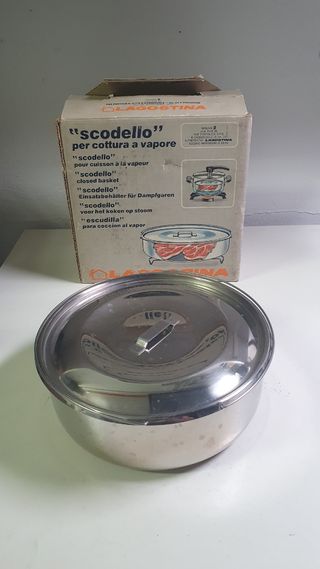 LAGOSTINA
"scodello"
per cottura a vapore
"scodello"
pour cuisson à la vapeur
"scodello"
closed basket
"scodello"
Einsatzbehälter für Dampfgaren
"scodello"
voor het koken op stoom
"escudilla"
para coccion al vapor
LAGOSTINA